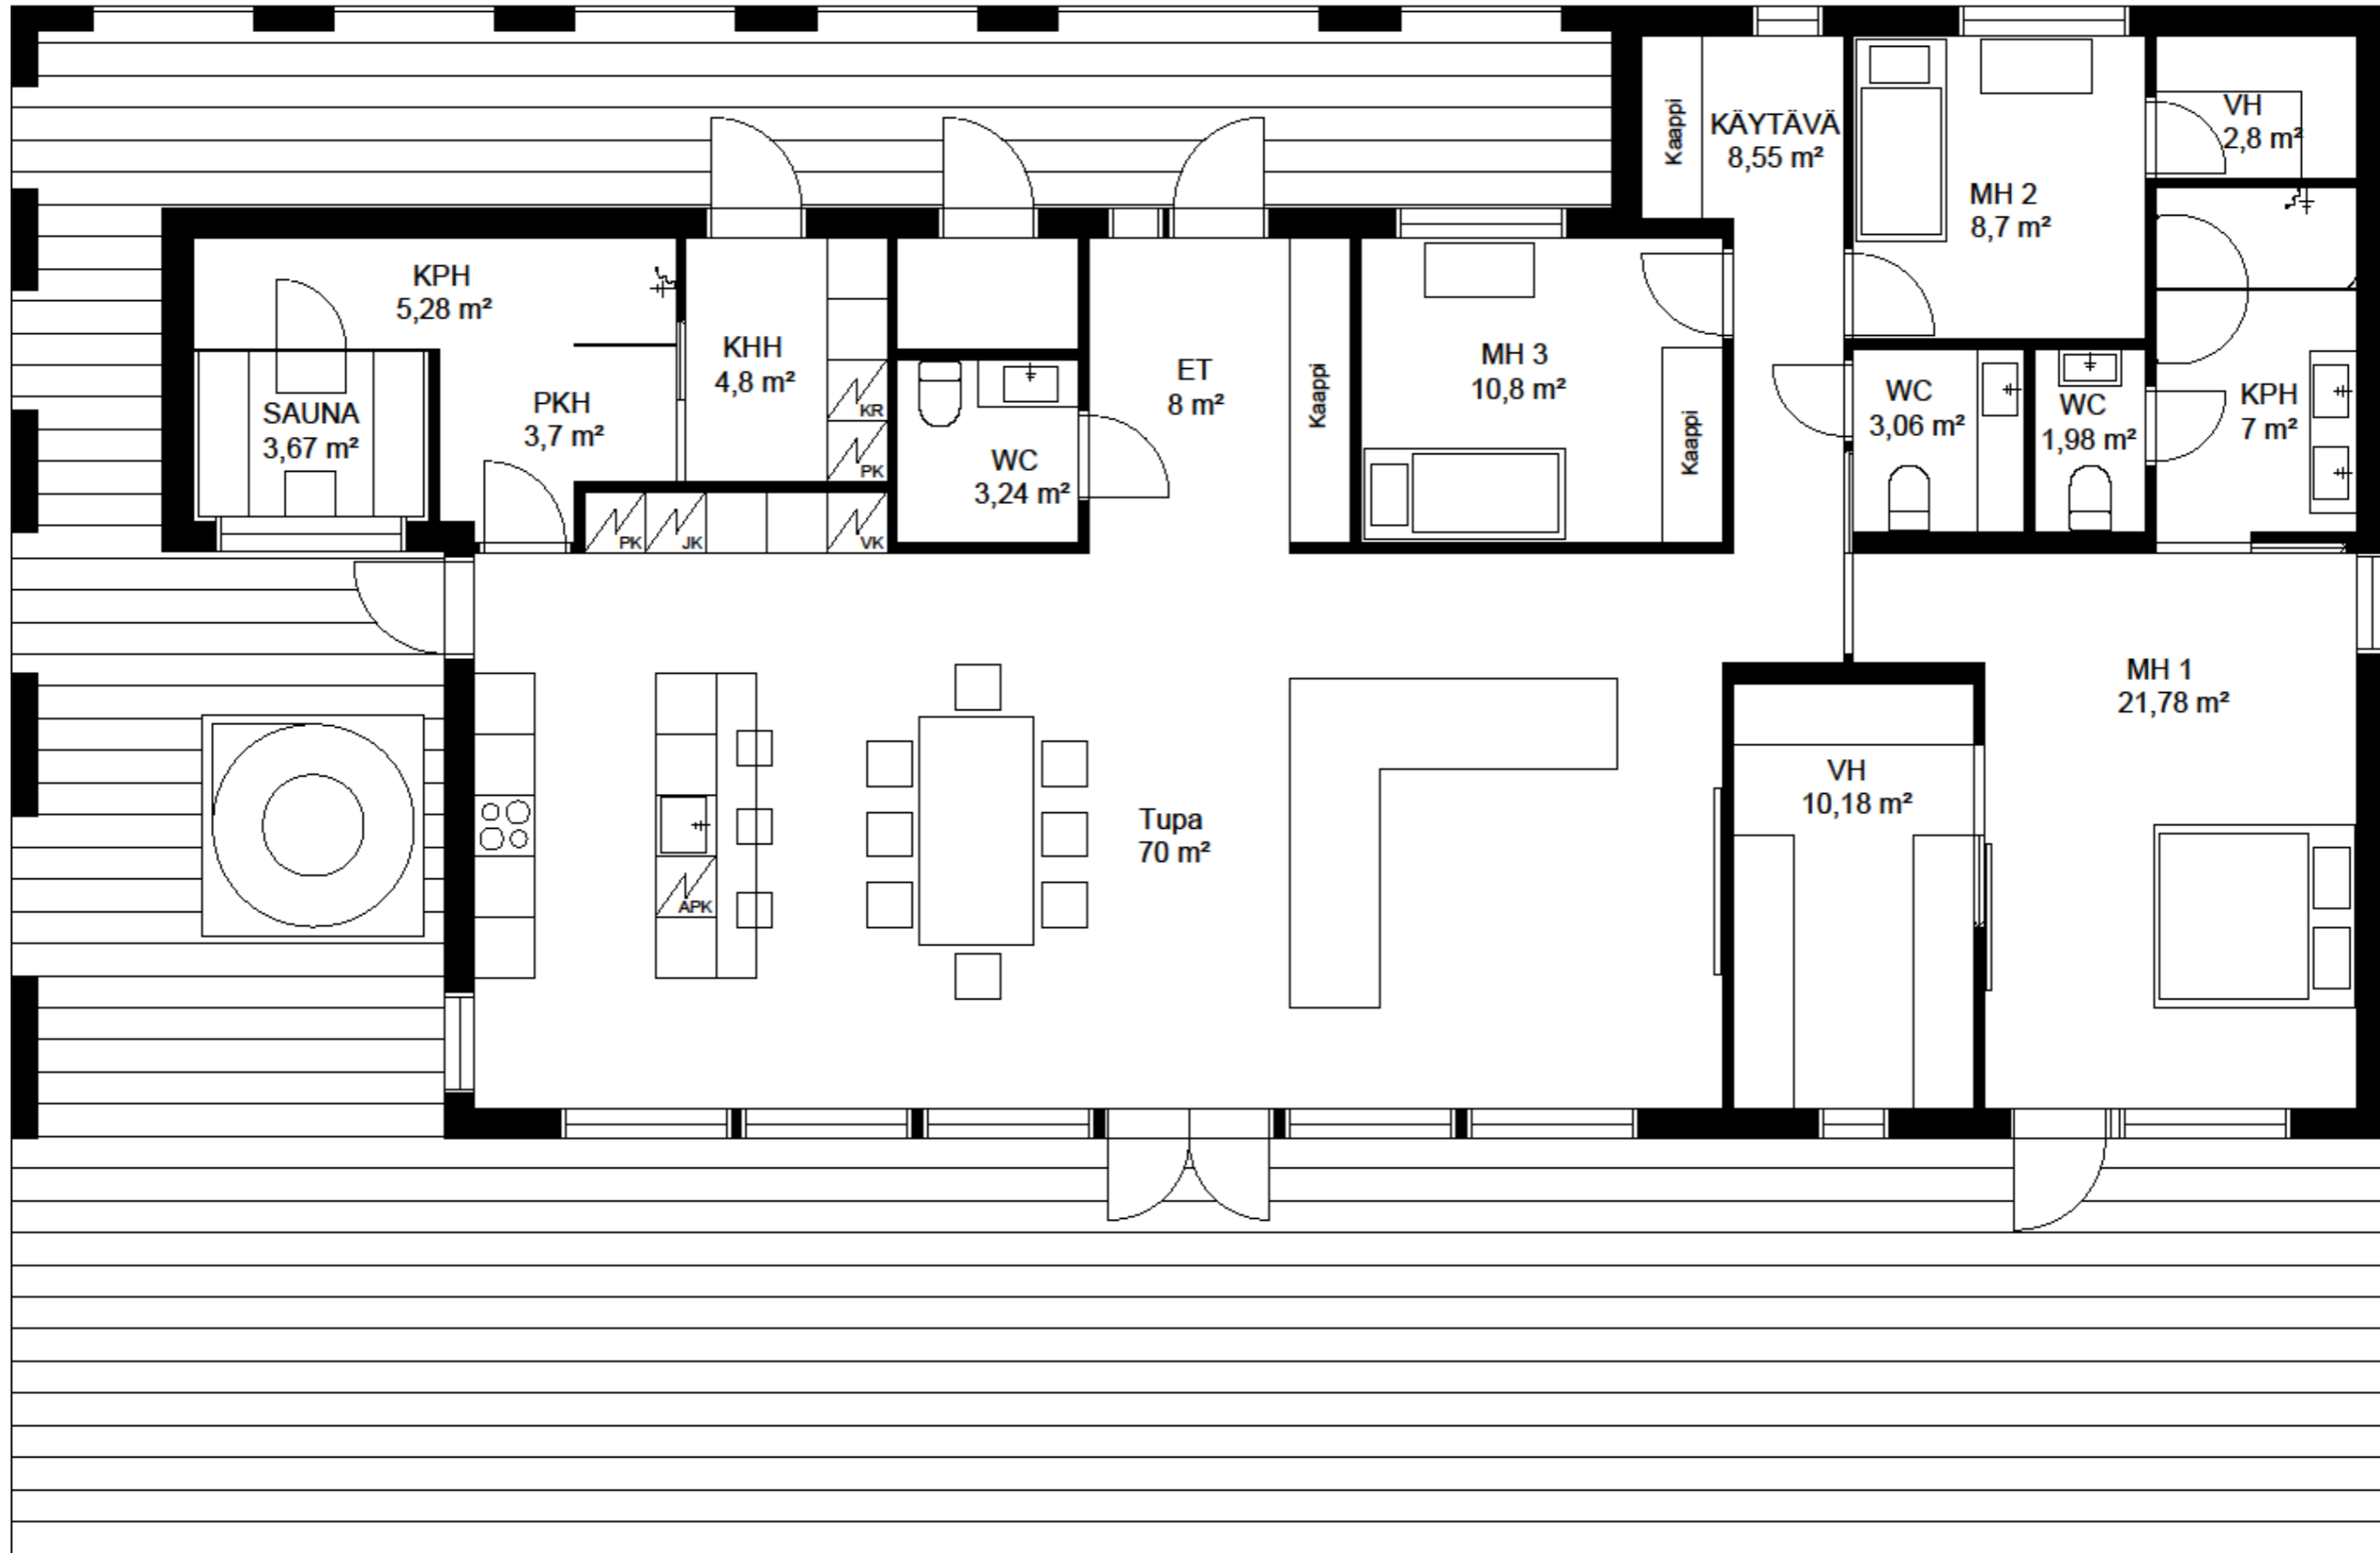 Kaappi
KÄYTÄVÄ
8,55 m²
VH
2,8 m²
MH 2
8,7 m²
KPH
5,28 m²
KHH
4,8 m²
ET
8 m²
Kaappi
MH 3
10,8 m²
Kaappi
SAUNA
3,67 m²
PKH
3,7 m²
KR
PK
WC
3,24 m²
WC
3,06 m²
WC
1,98 m²
KPH
7 m²
PK
JK
VK
MH 1
21,78 m²
VH
10,18 m²
Tupa
70 m²
APK